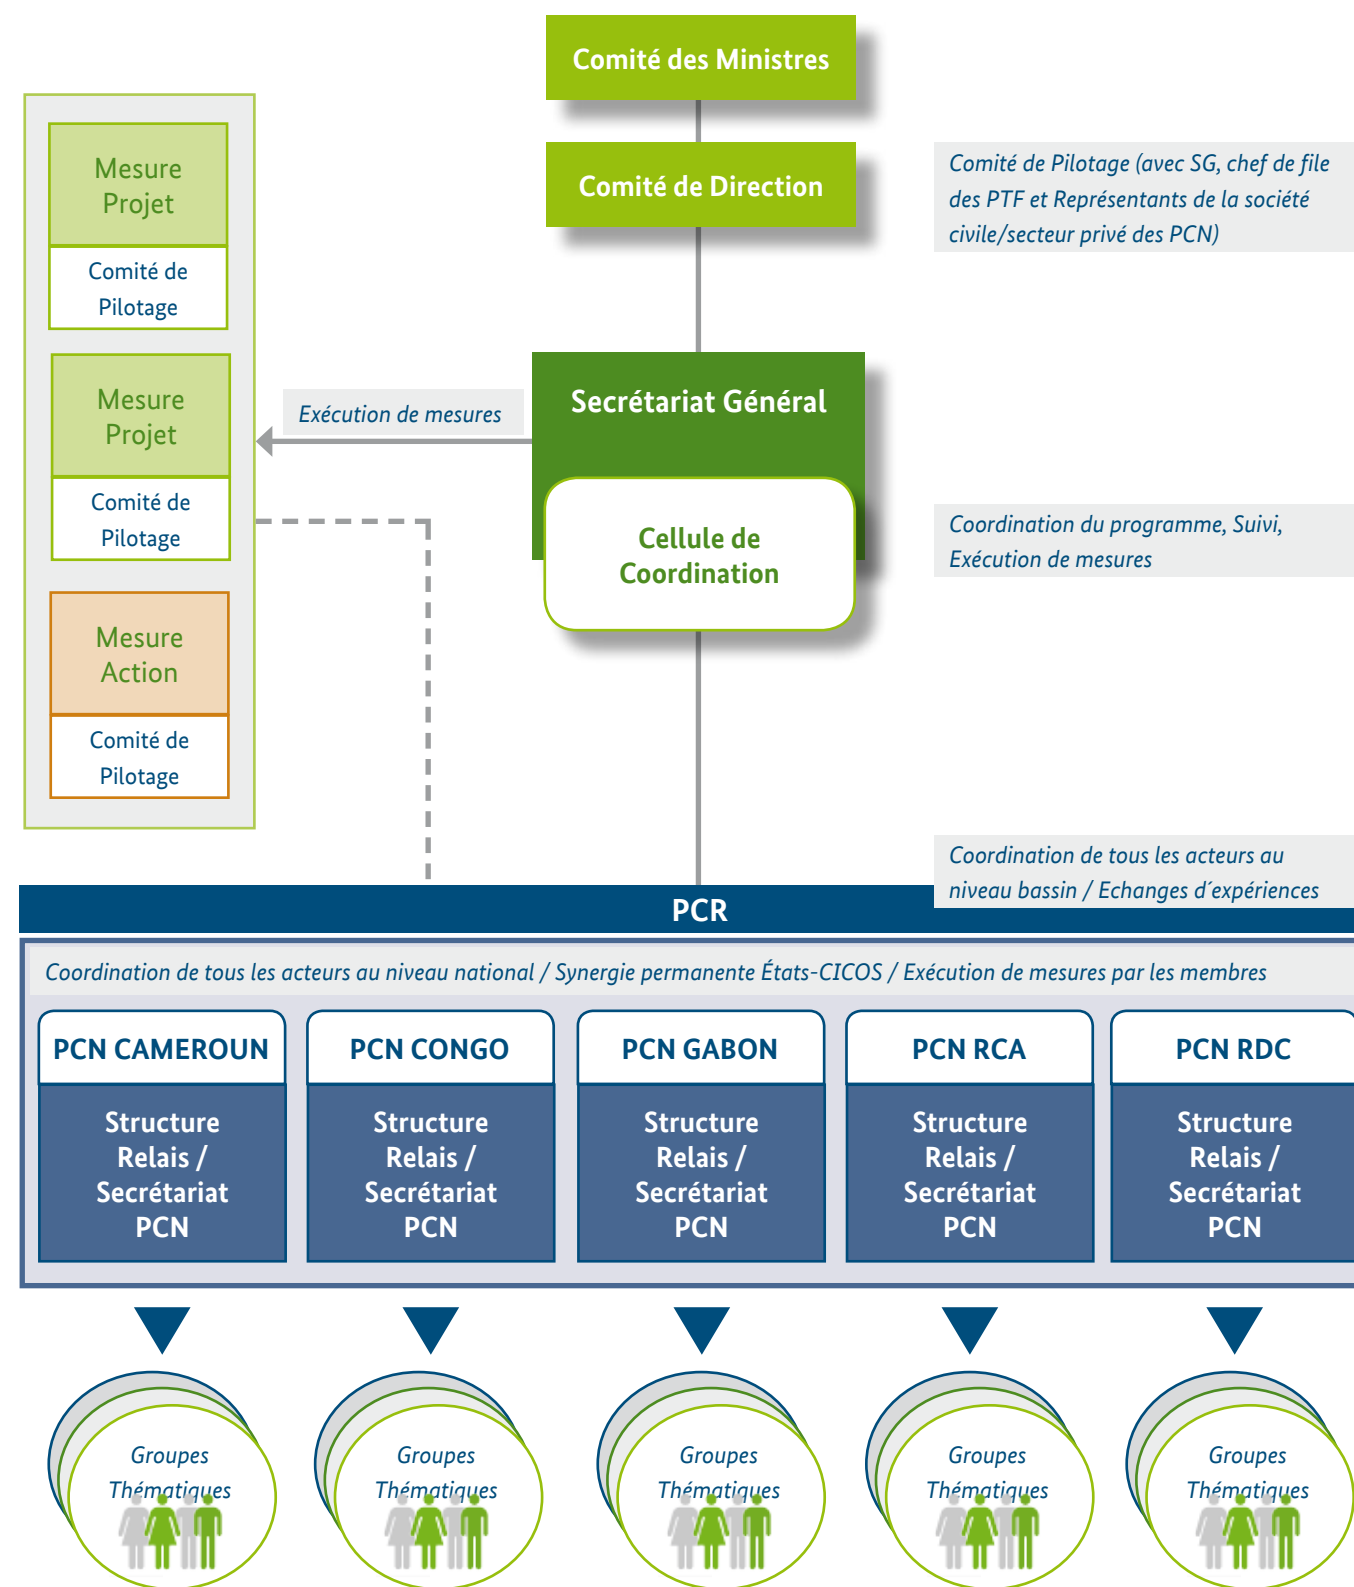 Comité des Ministres
Comité de Direction
Comité de Pilotage (avec SG, chef de file
des PTF et Représentants de la société
civile/secteur privé des PCN)
Mesure
Projet
Comité de
Pilotage
Mesure
Projet
Comité de
Pilotage
Mesure
Action
Comité de
Pilotage
Exécution de mesures
Secrétariat Général
Cellule de
Coordination
Coordination du programme, Suivi,
Exécution de mesures
Coordination de tous les acteurs au
niveau bassin / Echanges d´expériences
PCR
Coordination de tous les acteurs au niveau national / Synergie permanente États-CICOS / Exécution de mesures par les membres
PCN CAMEROUN
Structure
Relais /
Secrétariat
PCN
PCN CONGO
Structure
Relais /
Secrétariat
PCN
PCN GABON
Structure
Relais /
Secrétariat
PCN
PCN RCA
Structure
Relais /
Secrétariat
PCN
PCN RDC
Structure
Relais /
Secrétariat
PCN
Groupes
Thématiques
Groupes
Thématiques
Groupes
Thématiques
Groupes
Thématiques
Groupes
Thématiques